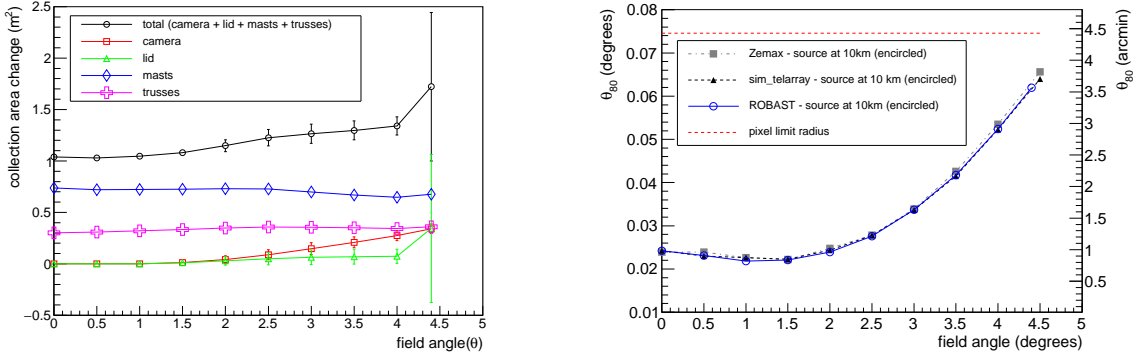 collection area change (m²)
2.5
2
1.5
1
0.5
0
−0.5
total (camera + lid + masts + trusses)
camera
lid
masts
trusses
0 0.5 1 1.5 2 2.5 3 3.5 4 4.5 5
field angle(θ)
θ80 (degrees)
0.08
0.07
0.06
0.05
0.04
0.03
0.02
0.01
Zemax - source at 10km (encircled)
sim_telarray - source at 10 km (encircled)
ROBAST - source at 10km (encircled)
pixel limit radius
θ80 (arcmin)
4.5
4
3.5
3
2.5
2
1.5
1
0.5
0 0.5 1 1.5 2 2.5 3 3.5 4 4.5 5
field angle (degrees)